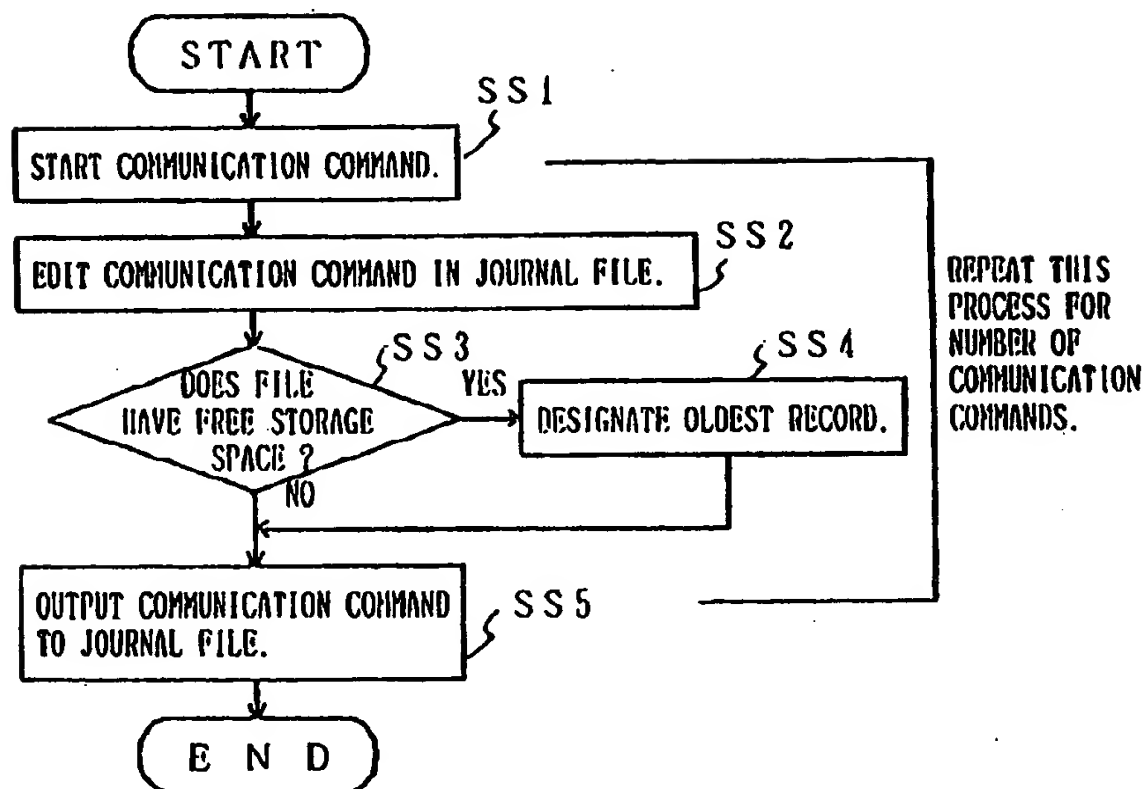 START
SS1
START COMMUNICATION COMMAND.
SS2
EDIT COMMUNICATION COMMAND IN JOURNAL FILE.
SS3
DOES FILE
HAVE FREE STORAGE
SPACE ?
YES
NO
SS4
DESIGNATE OLDEST RECORD.
SS5
OUTPUT COMMUNICATION COMMAND
TO JOURNAL FILE.
END
REPEAT THIS
PROCESS FOR
NUMBER OF
COMMUNICATION
COMMANDS.